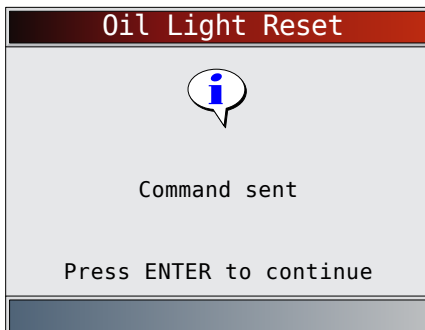 Oil Light Reset
i
Command sent
Press ENTER to continue